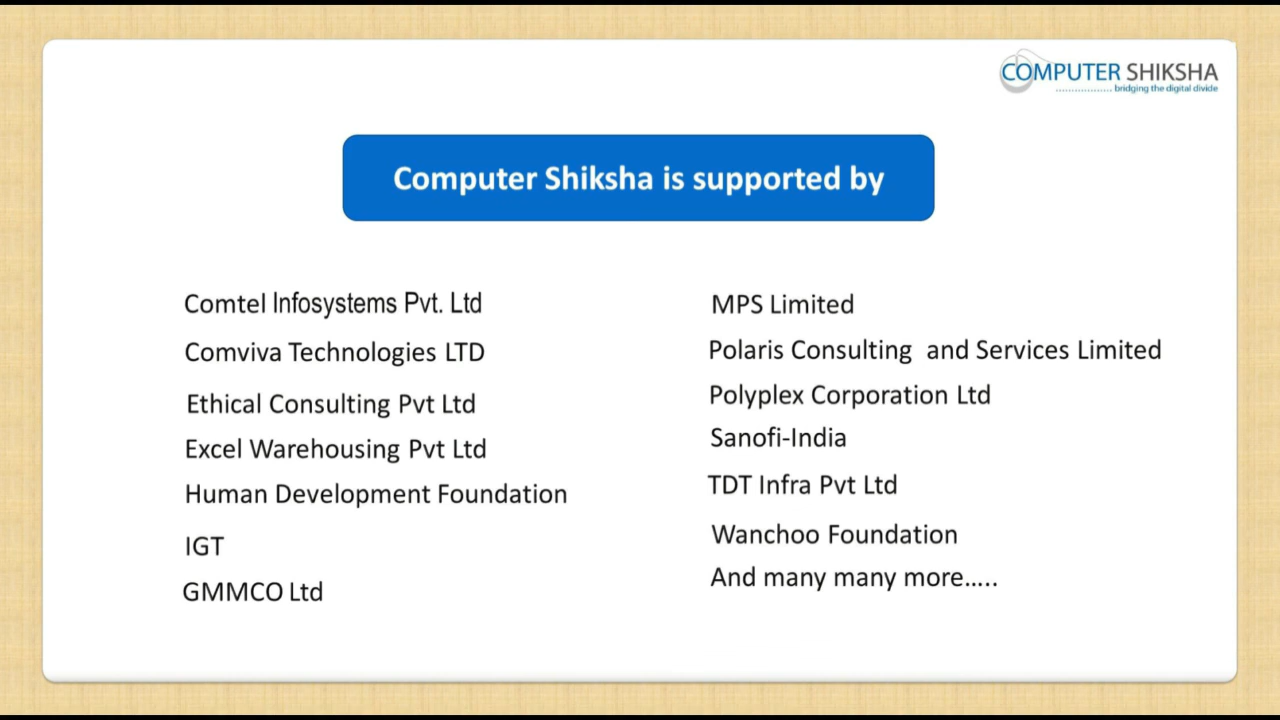 COMPUTER SHIKSHA
.................. bridging the digital divide
Computer Shiksha is supported by
Comtel Infosystems Pvt. Ltd
Comviva Technologies LTD
Ethical Consulting Pvt Ltd
Excel Warehousing Pvt Ltd
Human Development Foundation
IGT
GMMCO Ltd
MPS Limited
Polaris Consulting  and Services Limited
Polyplex Corporation Ltd
Sanofi-India
TDT Infra Pvt Ltd
Wanchoo Foundation
And many many more.....